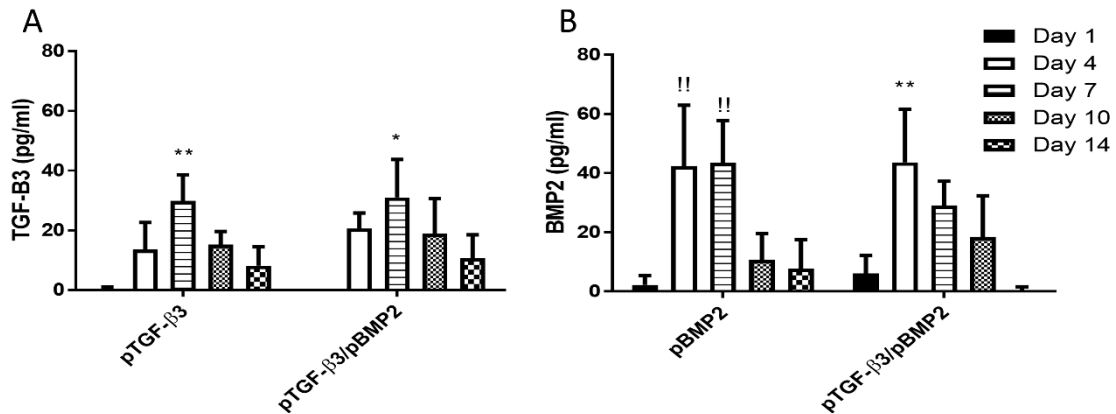 A
TGF-B3 (pg/ml)
80
60
40
20
0
**
*
pTGF-β3
pTGF-β3/pBMP2
B
BMP2 (pg/ml)
80
60
40
20
0
!!
!!
**
pBMP2
pTGF-β3/pBMP2
Day 1
Day 4
Day 7
Day 10
Day 14